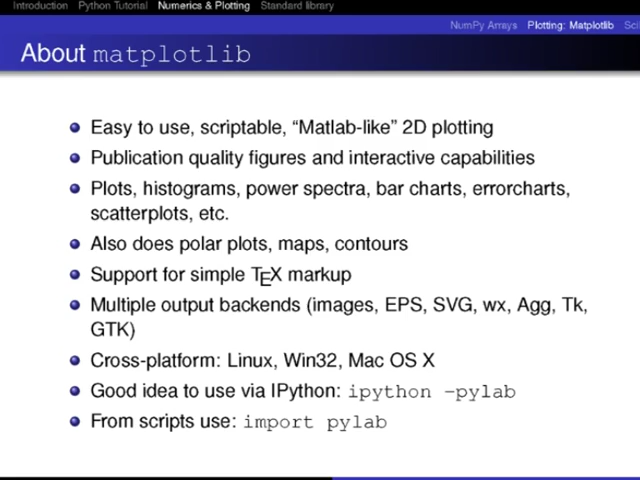 Introduction Python Tutorial Numerics & Plotting Standard library
NumPy Arrays Plotting: Matplotlib
About matplotlib
Easy to use, scriptable, “Matlab-like” 2D plotting
Publication quality figures and interactive capabilities
Plots, histograms, power spectra, bar charts, errorcharts,
scatterplots, etc.
Also does polar plots, maps, contours
Support for simple TEX markup
Multiple output backends (images, EPS, SVG, wx, Agg, Tk,
GTK)
Cross-platform: Linux, Win32, Mac OS X
Good idea to use via IPython: ipython -pylab
From scripts use: import pylab